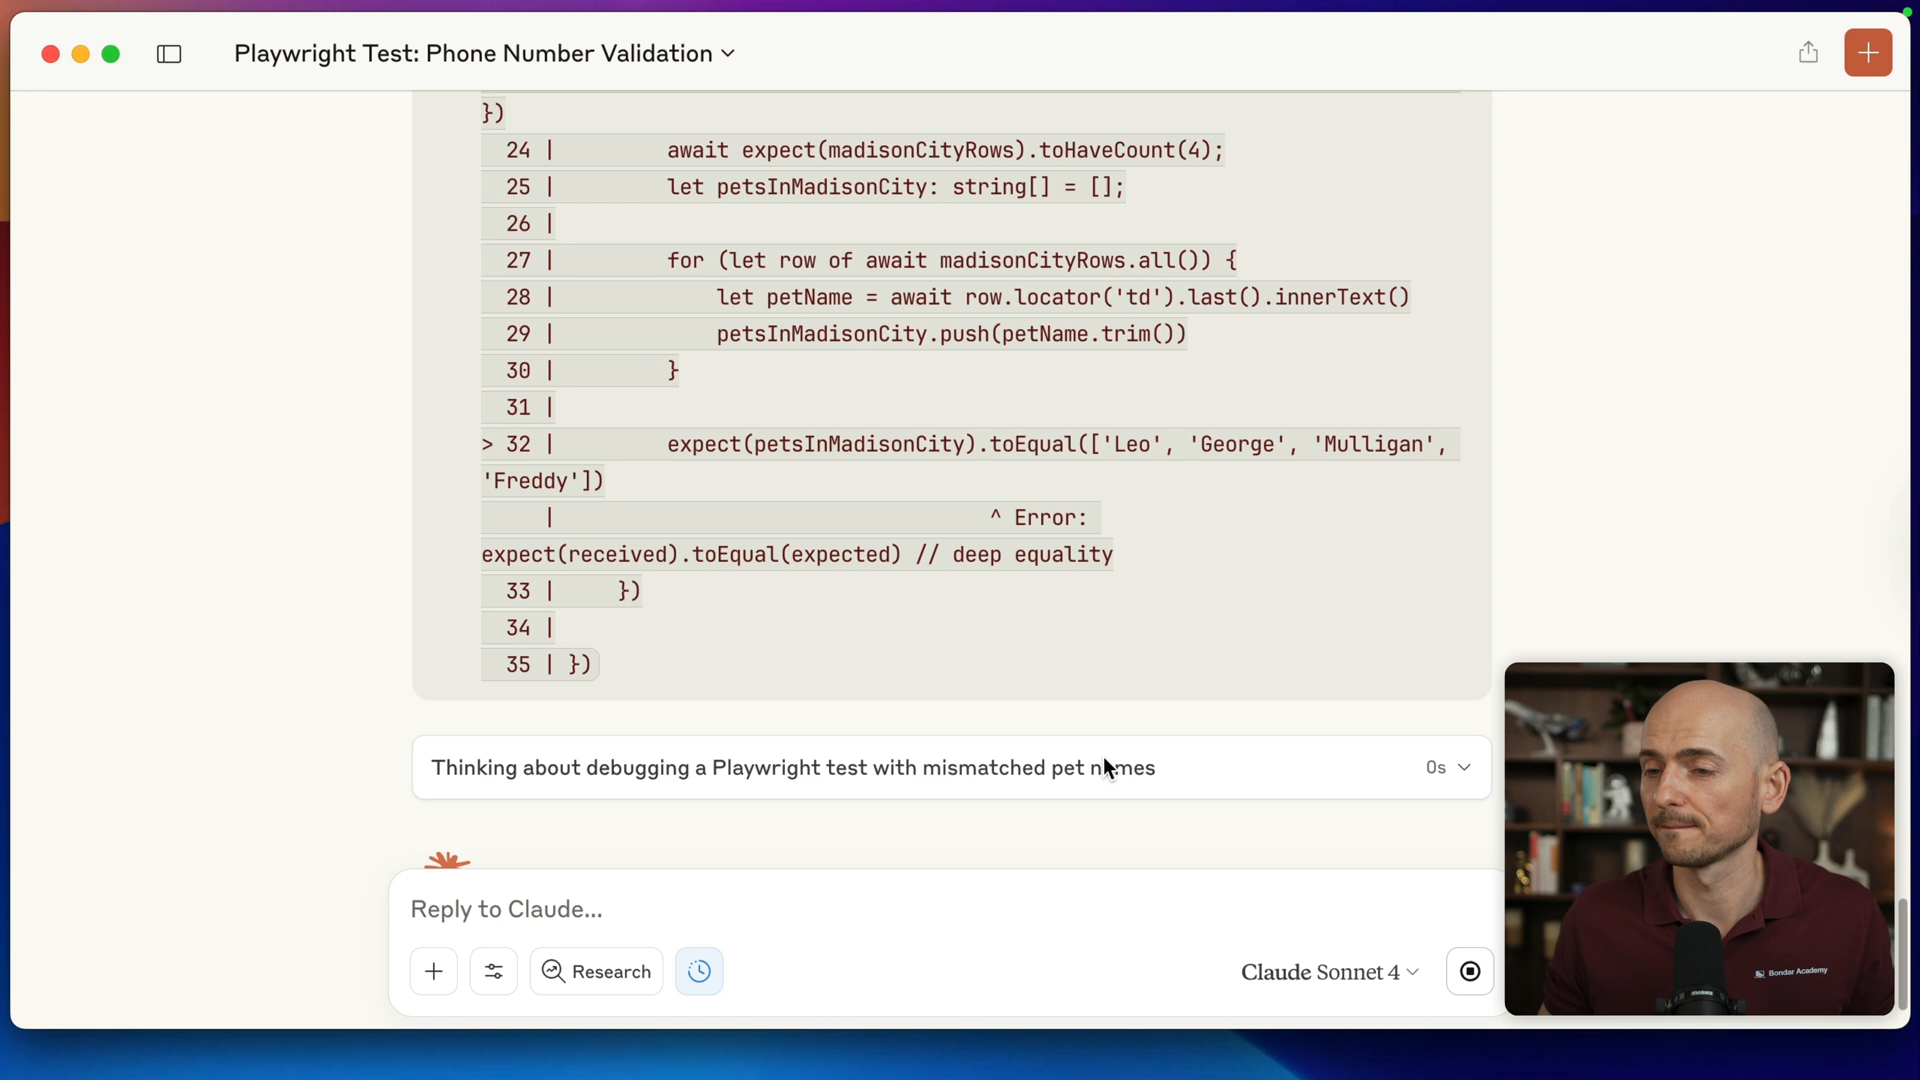 Playwright Test: Phone Number Validation
})
24 |         await expect(madisonCityRows).toHaveCount(4);
25 |         let petsInMadisonCity: string[] = [];
26 |
27 |         for (let row of await madisonCityRows.all()) {
28 |             let petName = await row.locator('td').last().innerText()
29 |             petsInMadisonCity.push(petName.trim())
30 |         }
31 |
> 32 |         expect(petsInMadisonCity).toEqual(['Leo', 'George', 'Mulligan',
'Freddy'])
|                                   ^ Error:
expect(received).toEqual(expected) // deep equality
33 |     })
34 |
35 | })
Thinking about debugging a Playwright test with mismatched pet names
0s
Reply to Claude...
Research
Claude Sonnet 4
Bondar Academy